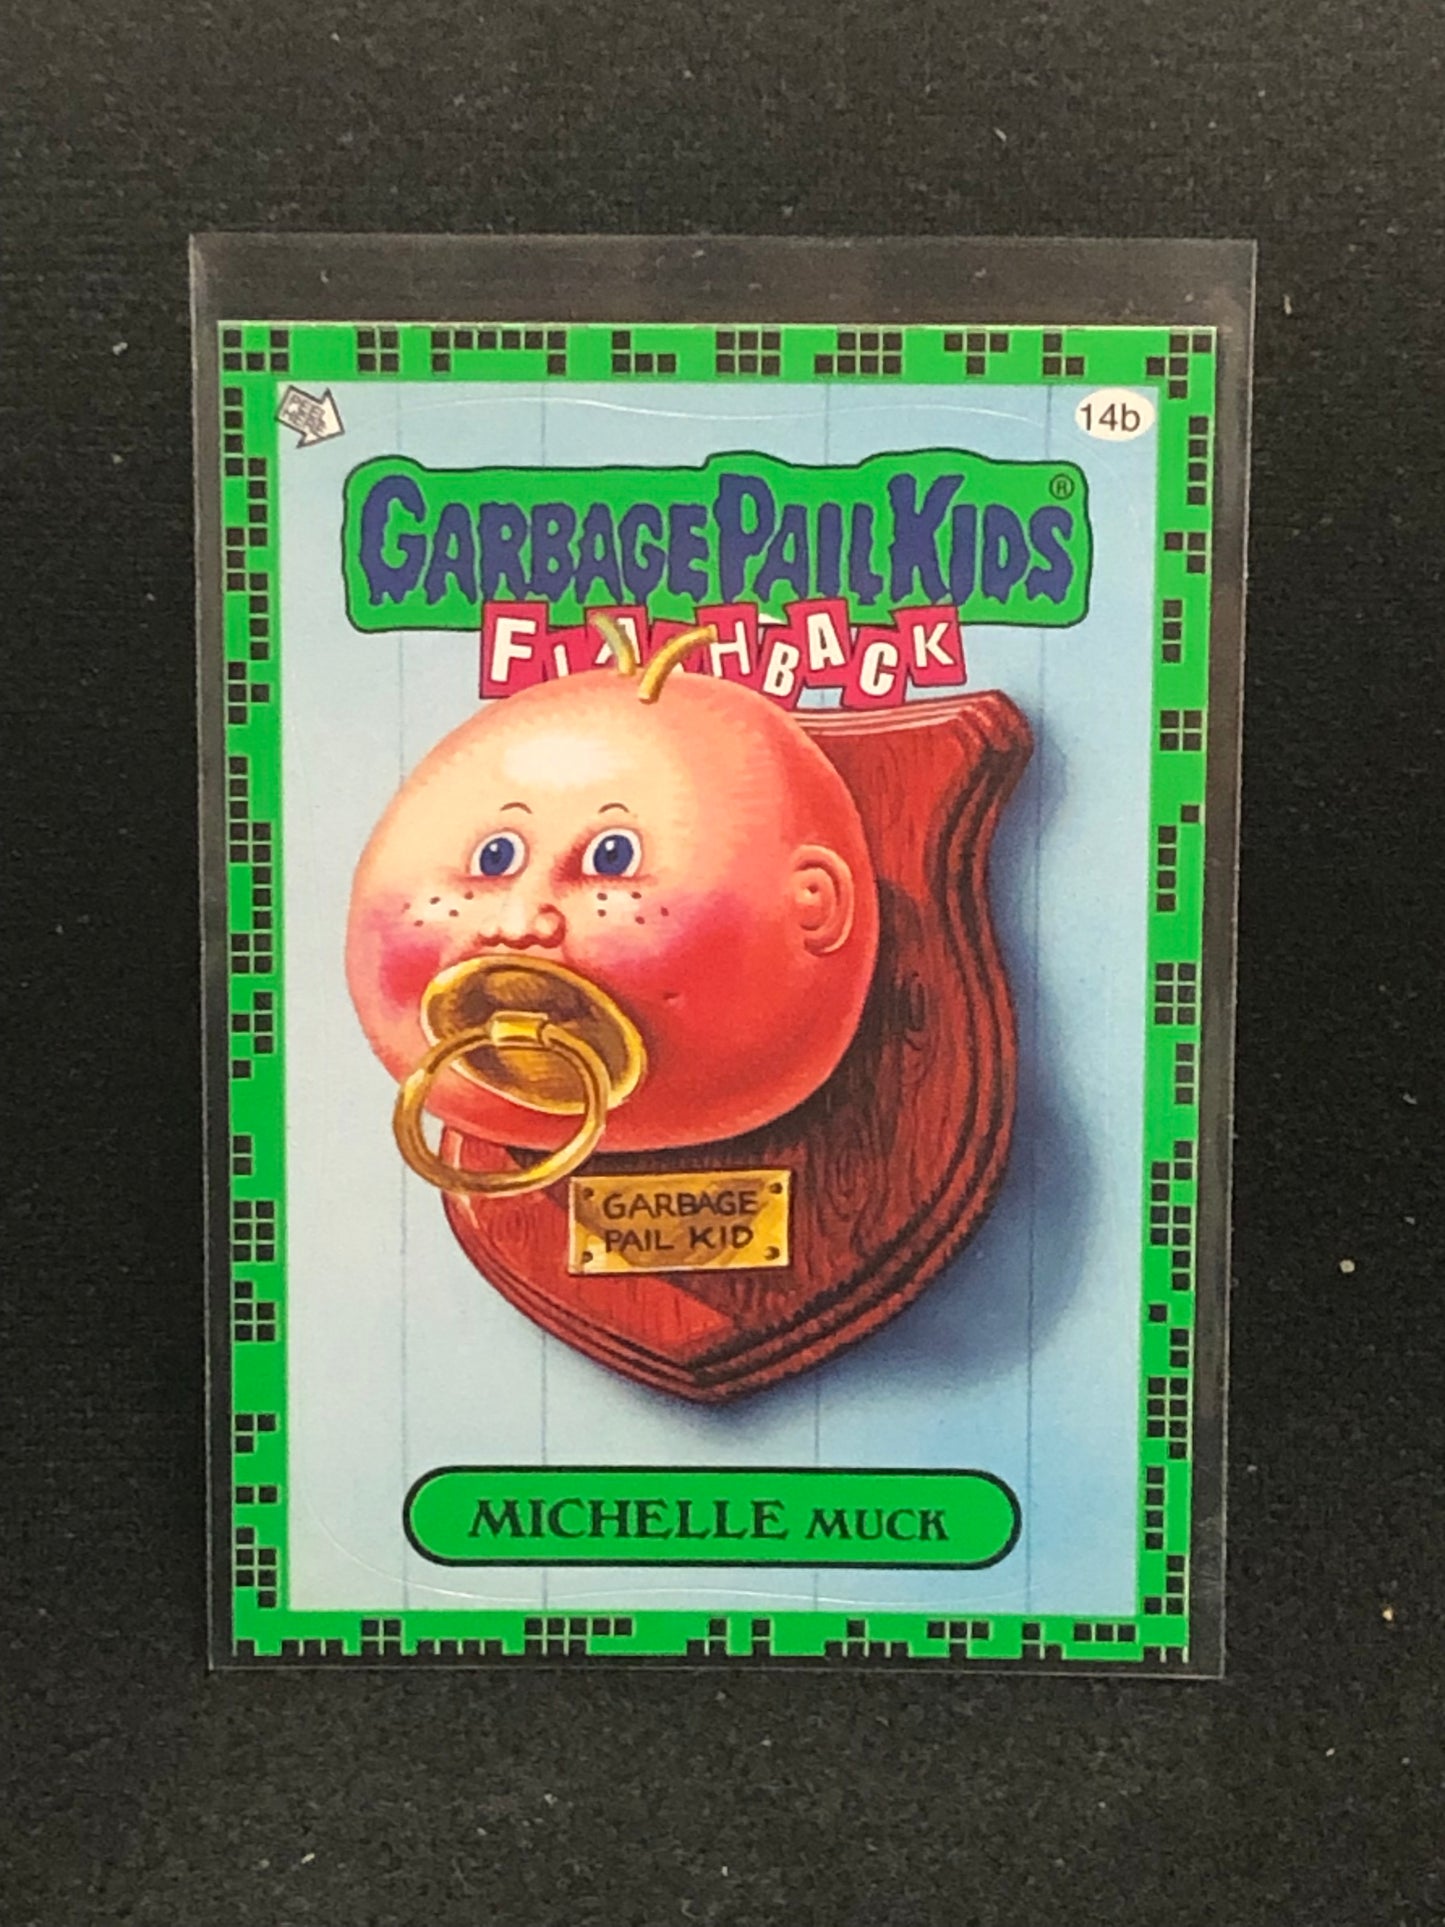 PEEL
HERE
14b
GARBAGE PAIL KIDS®
FLASHBACK
GARBAGE
PAIL KID
MICHELLE MUCK